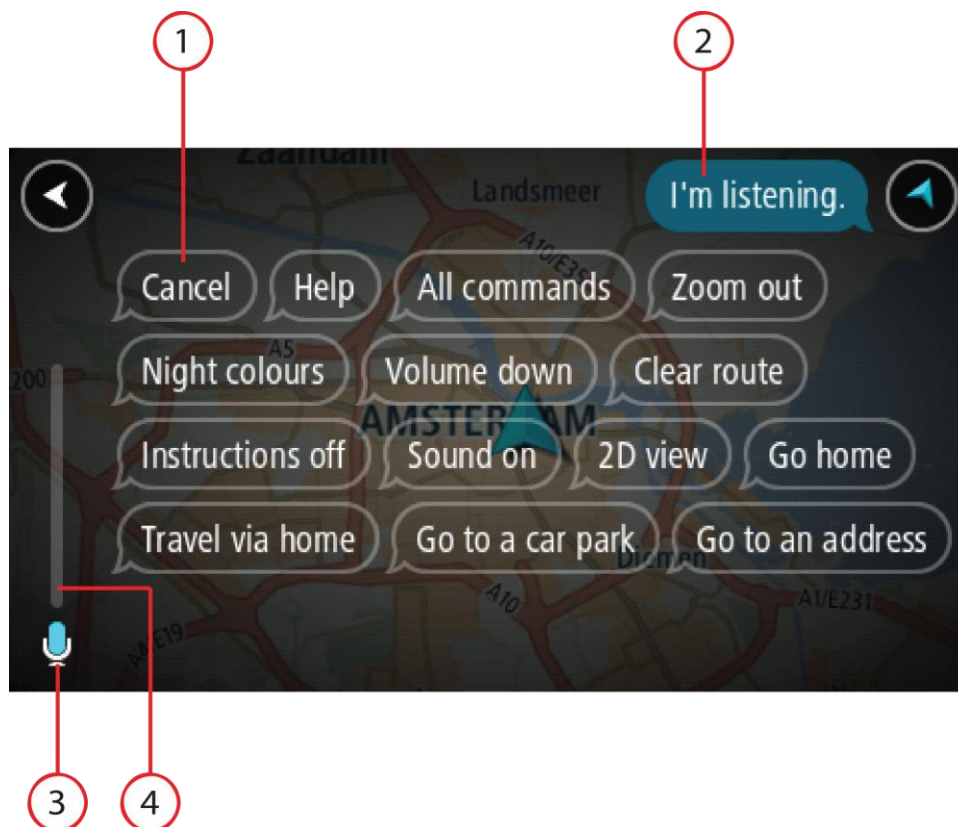 1 2
Zaandam
Landsmeer I'm listening.
A10/E35
Cancel Help All commands Zoom out
A5
Night colours Volume down Clear route
200
AMSTERDAM
Instructions off Sound on 2D view Go home
Travel via home Go to a car park Go to an address
Diemen
A10 A1/E231
A4/E19
3 4